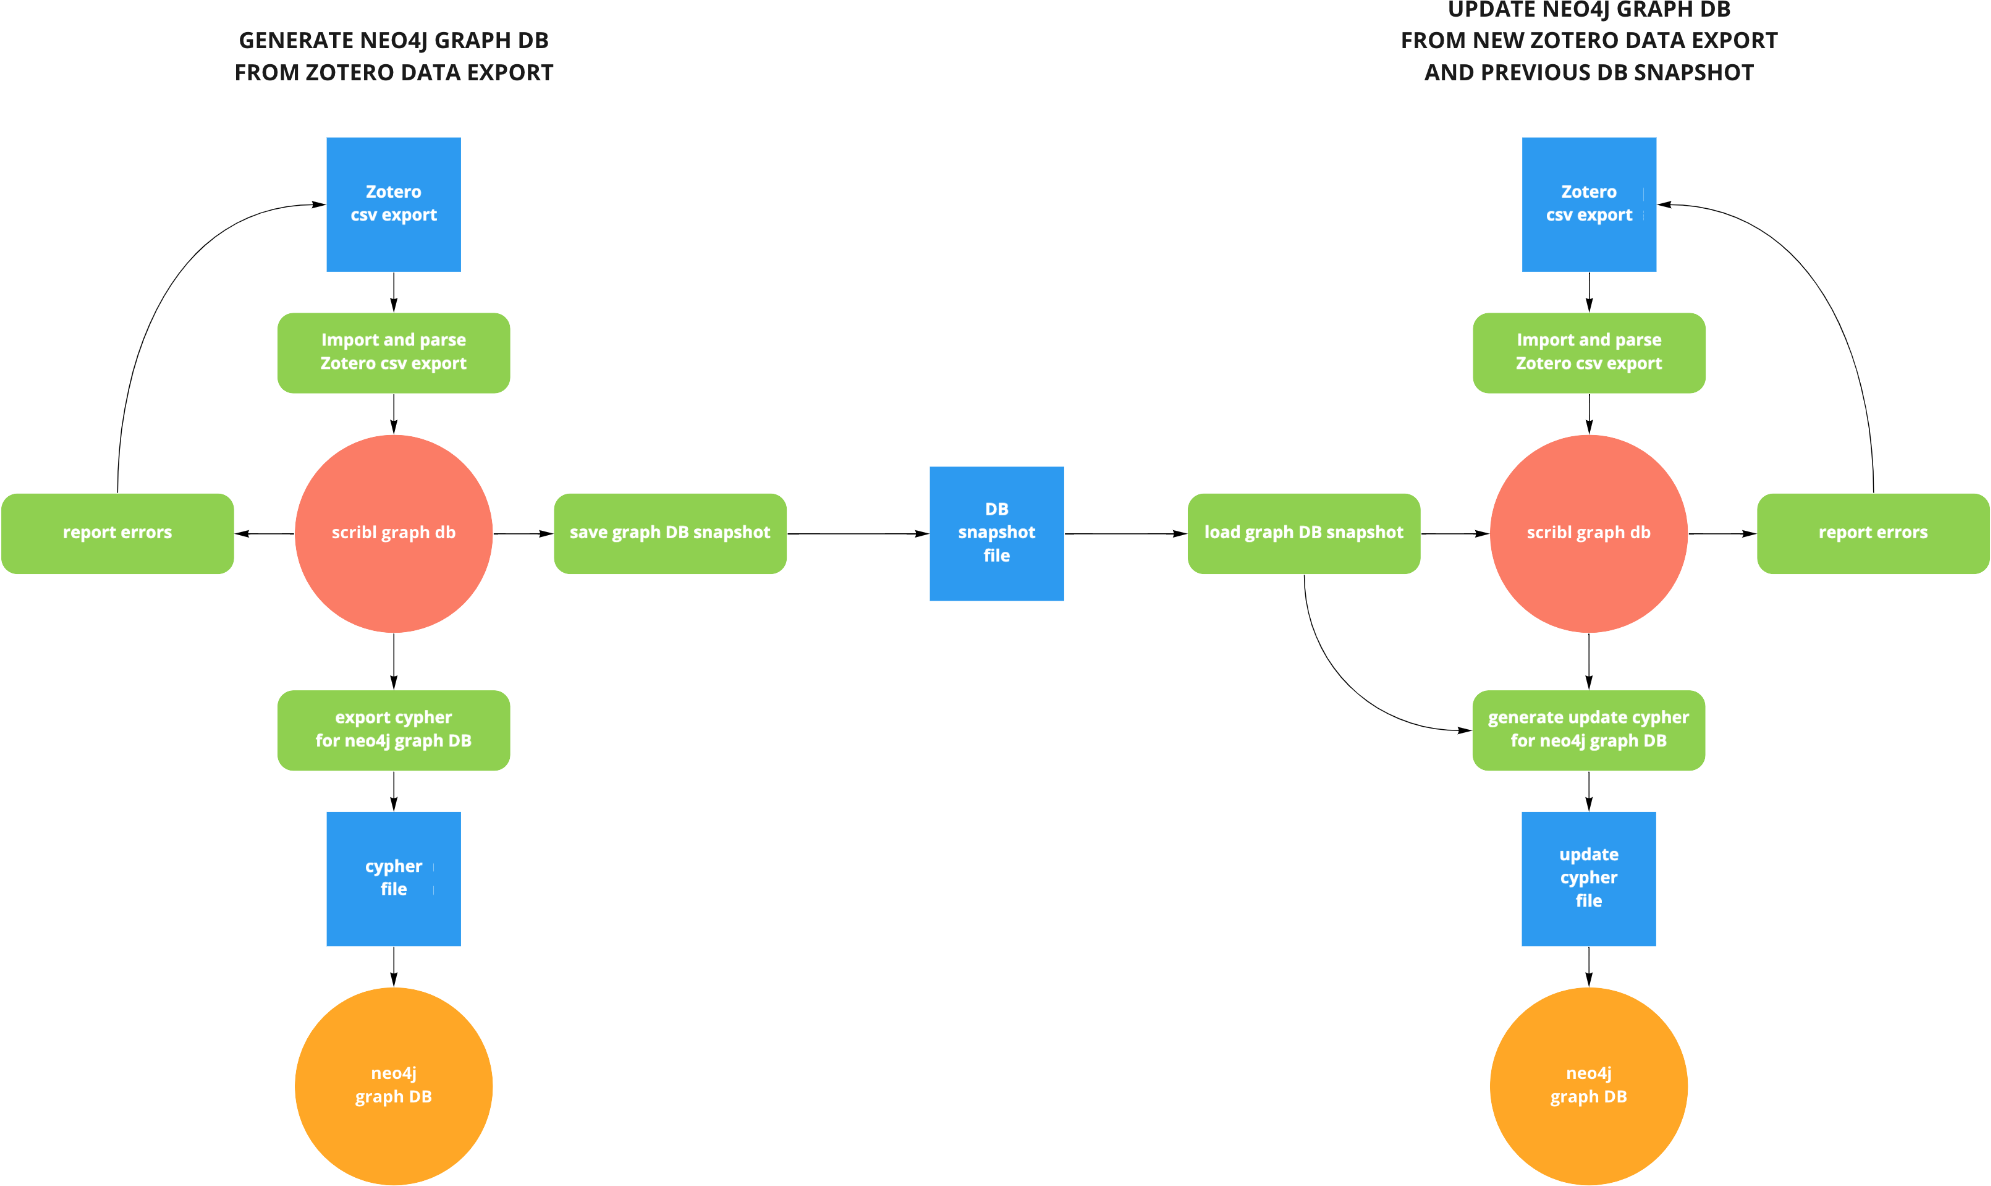 GENERATE NEO4J GRAPH DB
FROM ZOTERO DATA EXPORT
UPDATE NEO4J GRAPH DB
FROM NEW ZOTERO DATA EXPORT
AND PREVIOUS DB SNAPSHOT
Zotero
csv export
Import and parse
Zotero csv export
report errors
scribl graph db
save graph DB snapshot
export cypher
for neo4j graph DB
cypher
file
neo4j
graph DB
DB
snapshot
file
Zotero
csv export
Import and parse
Zotero csv export
load graph DB snapshot
scribl graph db
report errors
generate update cypher
for neo4j graph DB
update
cypher
file
neo4j
graph DB